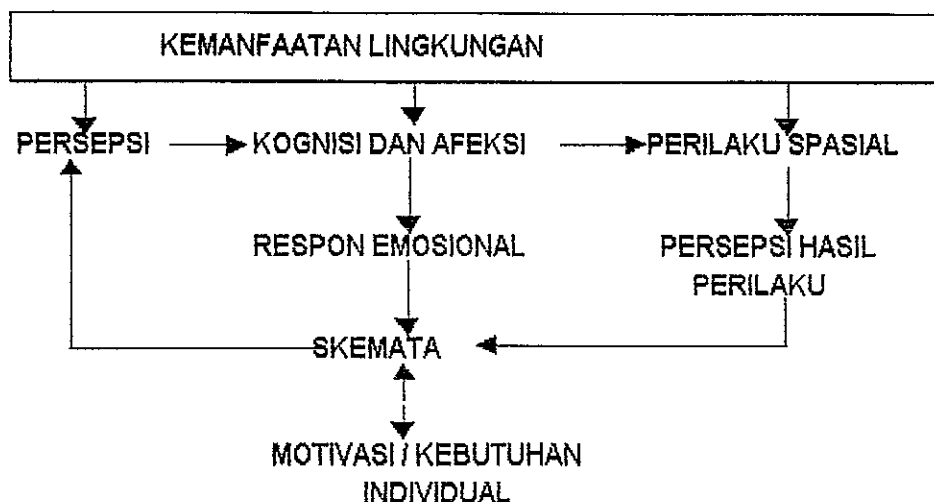 KEMANFAATAN LINGKUNGAN
PERSEPSI
KOGNISI DAN AFEKSI
PERILAKU SPASIAL
RESPON EMOSIONAL
PERSEPSI HASIL
PERILAKU
SKEMATA
MOTIVASI / KEBUTUHAN
INDIVIDUAL